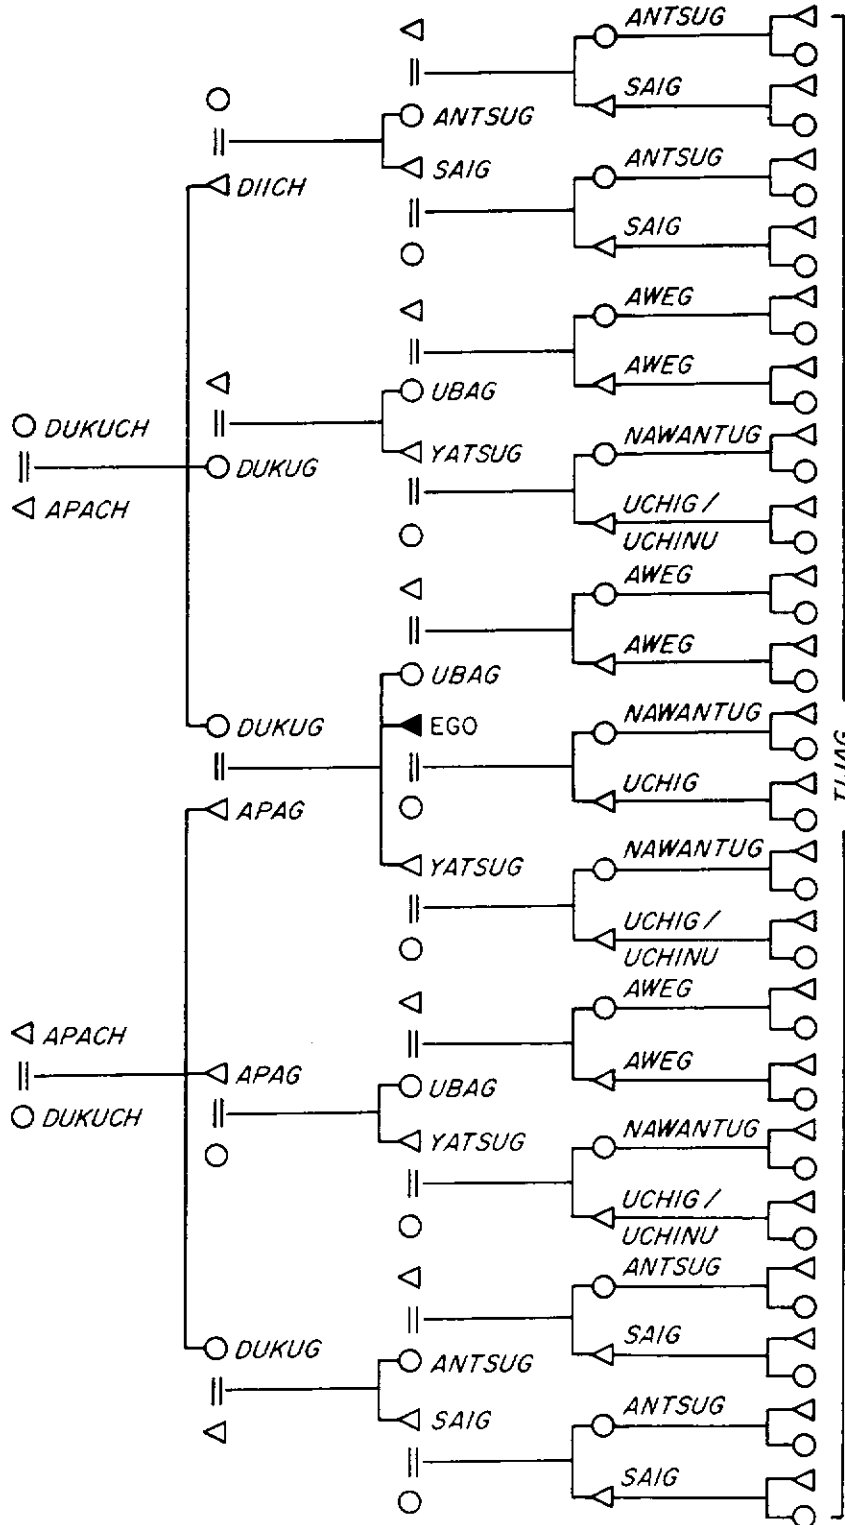 ANTSUG
SAIG
ANTSUG
SAIG
DIICH
ANTSUG
SAIG
AWEG
AWEG
UBAG
DUKUCH
NAWANTUG
YATSUG
DUKUG
APACH
UCHIG /
UCHINU
AWEG
AWEG
UBAG
NAWANTUG
DUKUG
EGO
TIJAG
UCHIG
APAG
NAWANTUG
YATSUG
UCHIG /
UCHINU
AWEG
APACH
AWEG
APAG
UBAG
DUKUCH
NAWANTUG
YATSUG
UCHIG /
UCHINU
ANTSUG
SAIG
DUKUG
ANTSUG
ANTSUG
SAIG
SAIG